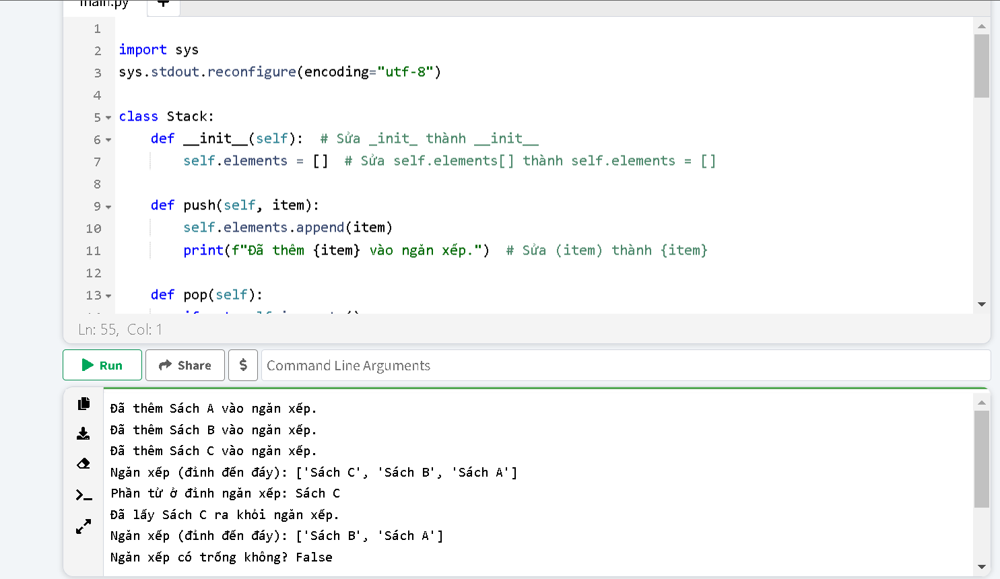 main.py +
1
2 import sys
3 sys.stdout.reconfigure(encoding="utf-8")
4
5 class Stack:
6 def __init__(self):  # Sửa _init_ thành __init__
7 self.elements = []  # Sửa self.elements[] thành self.elements = []
8
9 def push(self, item):
10 self.elements.append(item)
11 print(f"Đã thêm {item} vào ngăn xếp.")  # Sửa (item) thành {item}
12
13 def pop(self):
Ln: 55, Col: 1
Run Share $ Command Line Arguments
Đã thêm Sách A vào ngăn xếp.
Đã thêm Sách B vào ngăn xếp.
Đã thêm Sách C vào ngăn xếp.
Ngăn xếp (đỉnh đến đáy): ['Sách C', 'Sách B', 'Sách A']
Phần tử ở đỉnh ngăn xếp: Sách C
Đã lấy Sách C ra khỏi ngăn xếp.
Ngăn xếp (đỉnh đến đáy): ['Sách B', 'Sách A']
Ngăn xếp có trống không? False